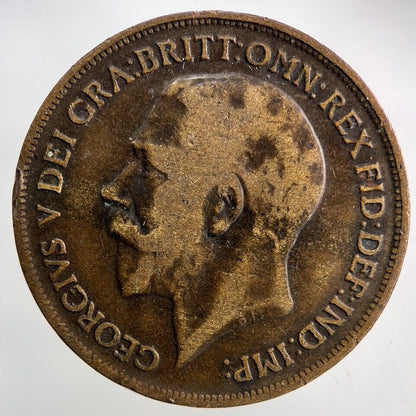 GEORGIVS V DEI GRA:BRITT:OMN:REX FID:DEF:IND:IMP: